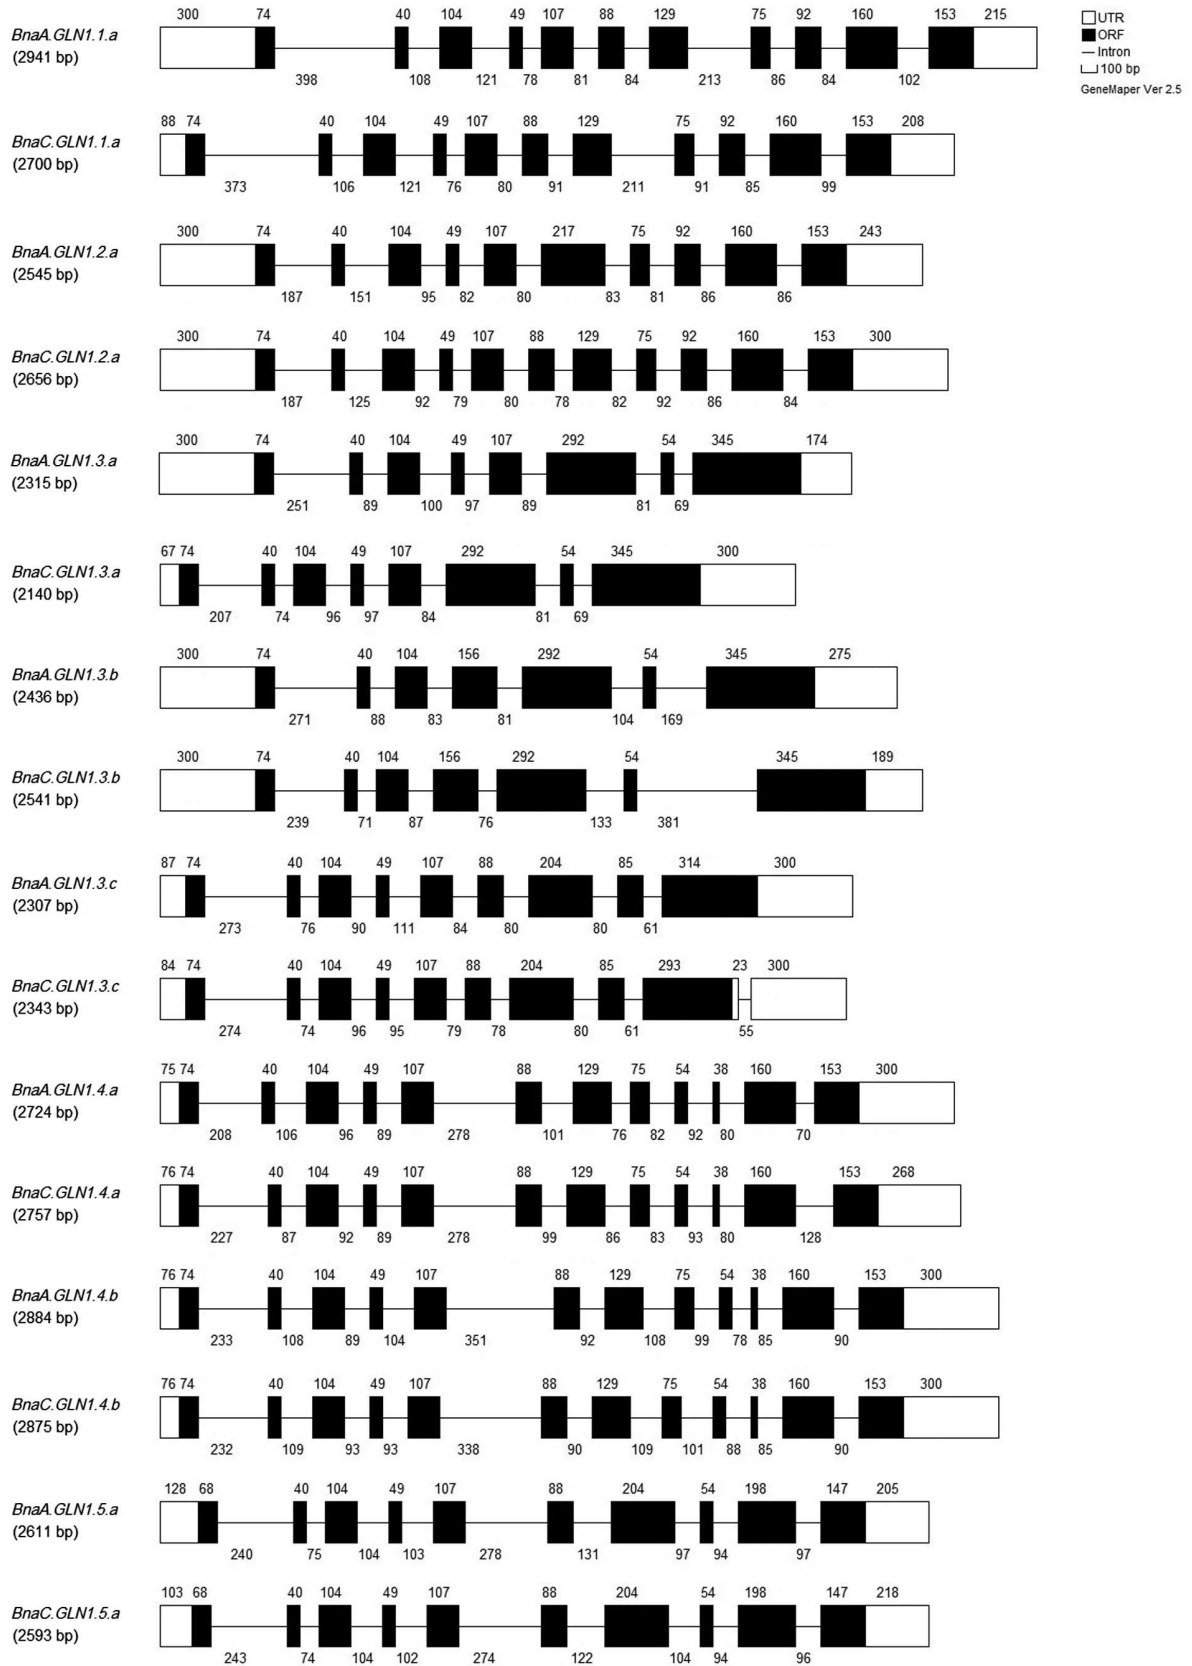 300 74 40 104 49 107 88 129 75 92 160 153 215
BnaA.GLN1.1.a
(2941 bp)
398 108 121 78 81 84 213 86 84 102
UTR
ORF
Intron
100 bp
GeneMaper Ver 2.5
88 74 40 104 49 107 88 129 75 92 160 153 208
BnaC.GLN1.1.a
(2700 bp)
373 106 121 76 80 91 211 91 85 99
300 74 40 104 49 107 217 75 92 160 153 243
BnaA.GLN1.2.a
(2545 bp)
187 151 95 82 80 83 81 86 86
300 74 40 104 49 107 88 129 75 92 160 153 300
BnaC.GLN1.2.a
(2656 bp)
187 125 92 79 80 78 82 92 86 84
300 74 40 104 49 107 292 54 345 174
BnaA.GLN1.3.a
(2315 bp)
251 89 100 97 89 81 69
67 74 40 104 49 107 292 54 345 300
BnaC.GLN1.3.a
(2140 bp)
207 74 96 97 84 81 69
300 74 40 104 156 292 54 345 275
BnaA.GLN1.3.b
(2436 bp)
271 88 83 81 104 169
300 74 40 104 156 292 54 345 189
BnaC.GLN1.3.b
(2541 bp)
239 71 87 76 133 381
87 74 40 104 49 107 88 204 85 314 300
BnaA.GLN1.3.c
(2307 bp)
273 76 90 111 84 80 80 61
84 74 40 104 49 107 88 204 85 293 23 300
BnaC.GLN1.3.c
(2343 bp)
274 74 96 95 79 78 80 61 55
75 74 40 104 49 107 88 129 75 54 38 160 153 300
BnaA.GLN1.4.a
(2724 bp)
208 106 96 89 278 101 76 82 92 80 70
76 74 40 104 49 107 88 129 75 54 38 160 153 268
BnaC.GLN1.4.a
(2757 bp)
227 87 92 89 278 99 86 83 93 80 128
76 74 40 104 49 107 88 129 75 54 38 160 153 300
BnaA.GLN1.4.b
(2884 bp)
233 108 89 104 351 92 108 99 78 85 90
76 74 40 104 49 107 88 129 75 54 38 160 153 300
BnaC.GLN1.4.b
(2875 bp)
232 109 93 93 338 90 109 101 88 85 90
128 68 40 104 49 107 88 204 54 198 147 205
BnaA.GLN1.5.a
(2611 bp)
240 75 104 103 278 131 97 94 97
103 68 40 104 49 107 88 204 54 198 147 218
BnaC.GLN1.5.a
(2593 bp)
243 74 104 102 274 122 104 94 96